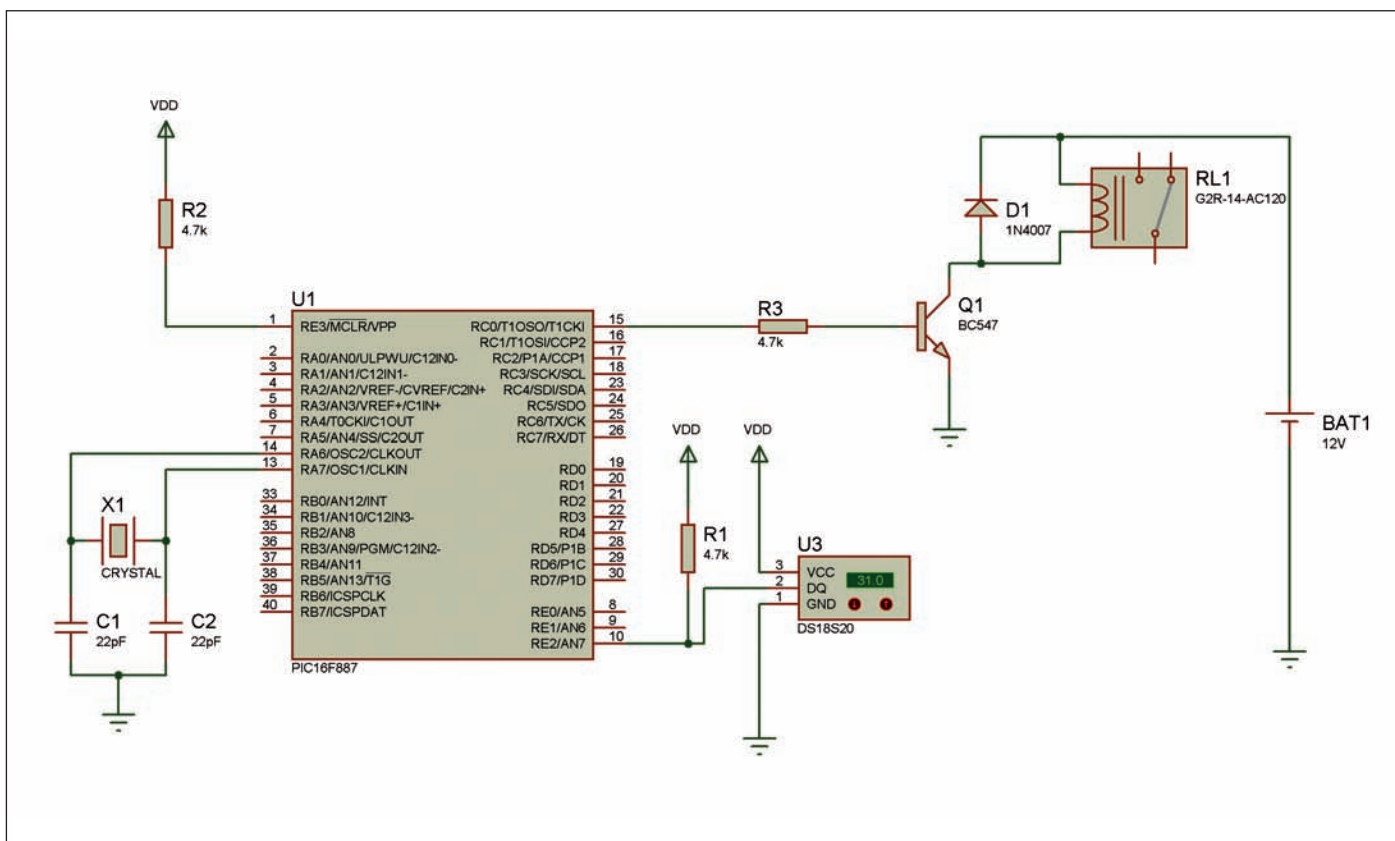 VDD
R2
4.7k
U1
1 RE3/MCLR/VPP
2 RA0/AN0/ULPWU/C12IN0-
3 RA1/AN1/C12IN1-
4 RA2/AN2/VREF-/CVREF/C2IN+
5 RA3/AN3/VREF+/C1IN+
6 RA4/T0CKI/C1OUT
7 RA5/AN4/SS/C2OUT
14 RA6/OSC2/CLKOUT
13 RA7/OSC1/CLKIN
33 RB0/AN12/INT
34 RB1/AN10/C12IN3-
35 RB2/AN8
36 RB3/AN9/PGM/C12IN2-
37 RB4/AN11
38 RB5/AN13/T1G
39 RB6/ICSPCLK
40 RB7/ICSPDAT
RC0/T1OSO/T1CKI 15
RC1/T1OSI/CCP2 16
RC2/P1A/CCP1 17
RC3/SCK/SCL 18
RC4/SDI/SDA 23
RC5/SDO 24
RC6/TX/CK 25
RC7/RX/DT 26
RD0 19
RD1 20
RD2 21
RD3 22
RD4 27
RD5/P1B 28
RD6/P1C 29
RD7/P1D 30
RE0/AN5 8
RE1/AN6 9
RE2/AN7 10
PIC16F887
X1
CRYSTAL
C1
22pF
C2
22pF
R3
4.7k
Q1
BC547
D1
1N4007
RL1
G2R-14-AC120
BAT1
12V
VDD
R1
4.7k
VDD
U3
3 VCC
2 DQ
1 GND
31.0
DS18S20